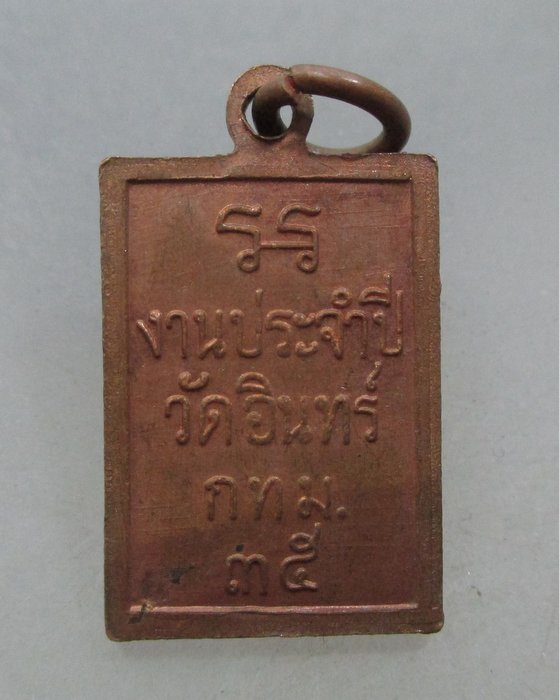 รร
งานประจำปี
วัดอินทร์
กทม.
๓๕